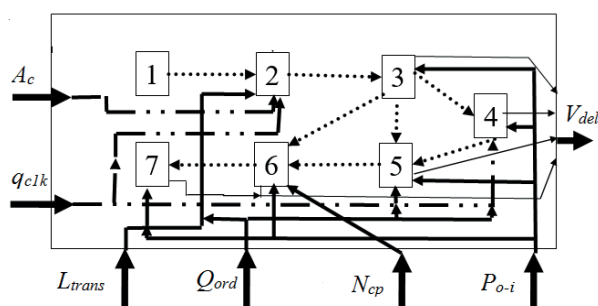 1 2 3
A_c
4
V_del
7 6 5
q_c1k
L_trans Q_ord N_cp P_o-i